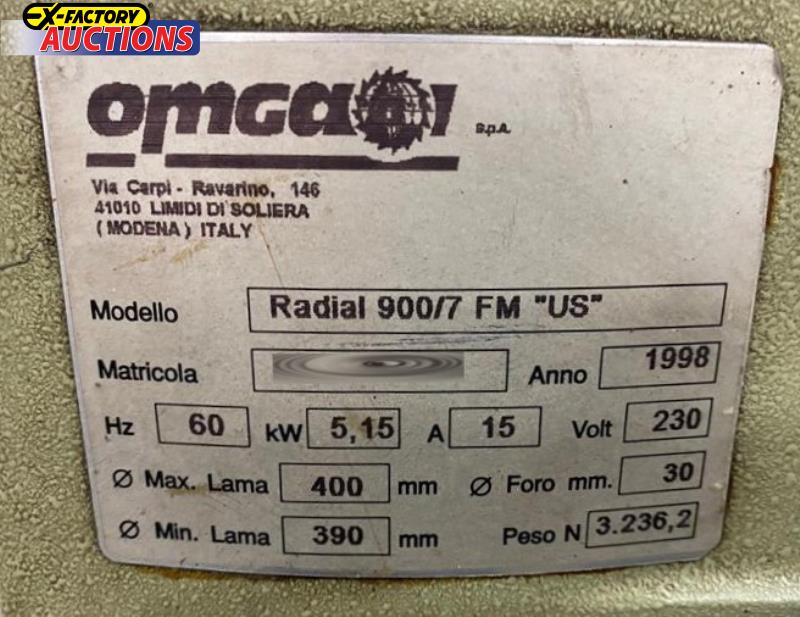 EX-FACTORY
AUCTIONS
omga S.p.A.
Via Carpi - Ravarino, 146
41010 LIMIDI DI SOLIERA
( MODENA ) ITALY
Modello Radial 900/7 FM "US"
Matricola Anno 1998
Hz 60 kW 5,15 A 15 Volt 230
Ø Max. Lama 400 mm Ø Foro mm. 30
Ø Min. Lama 390 mm Peso N 3.236,2